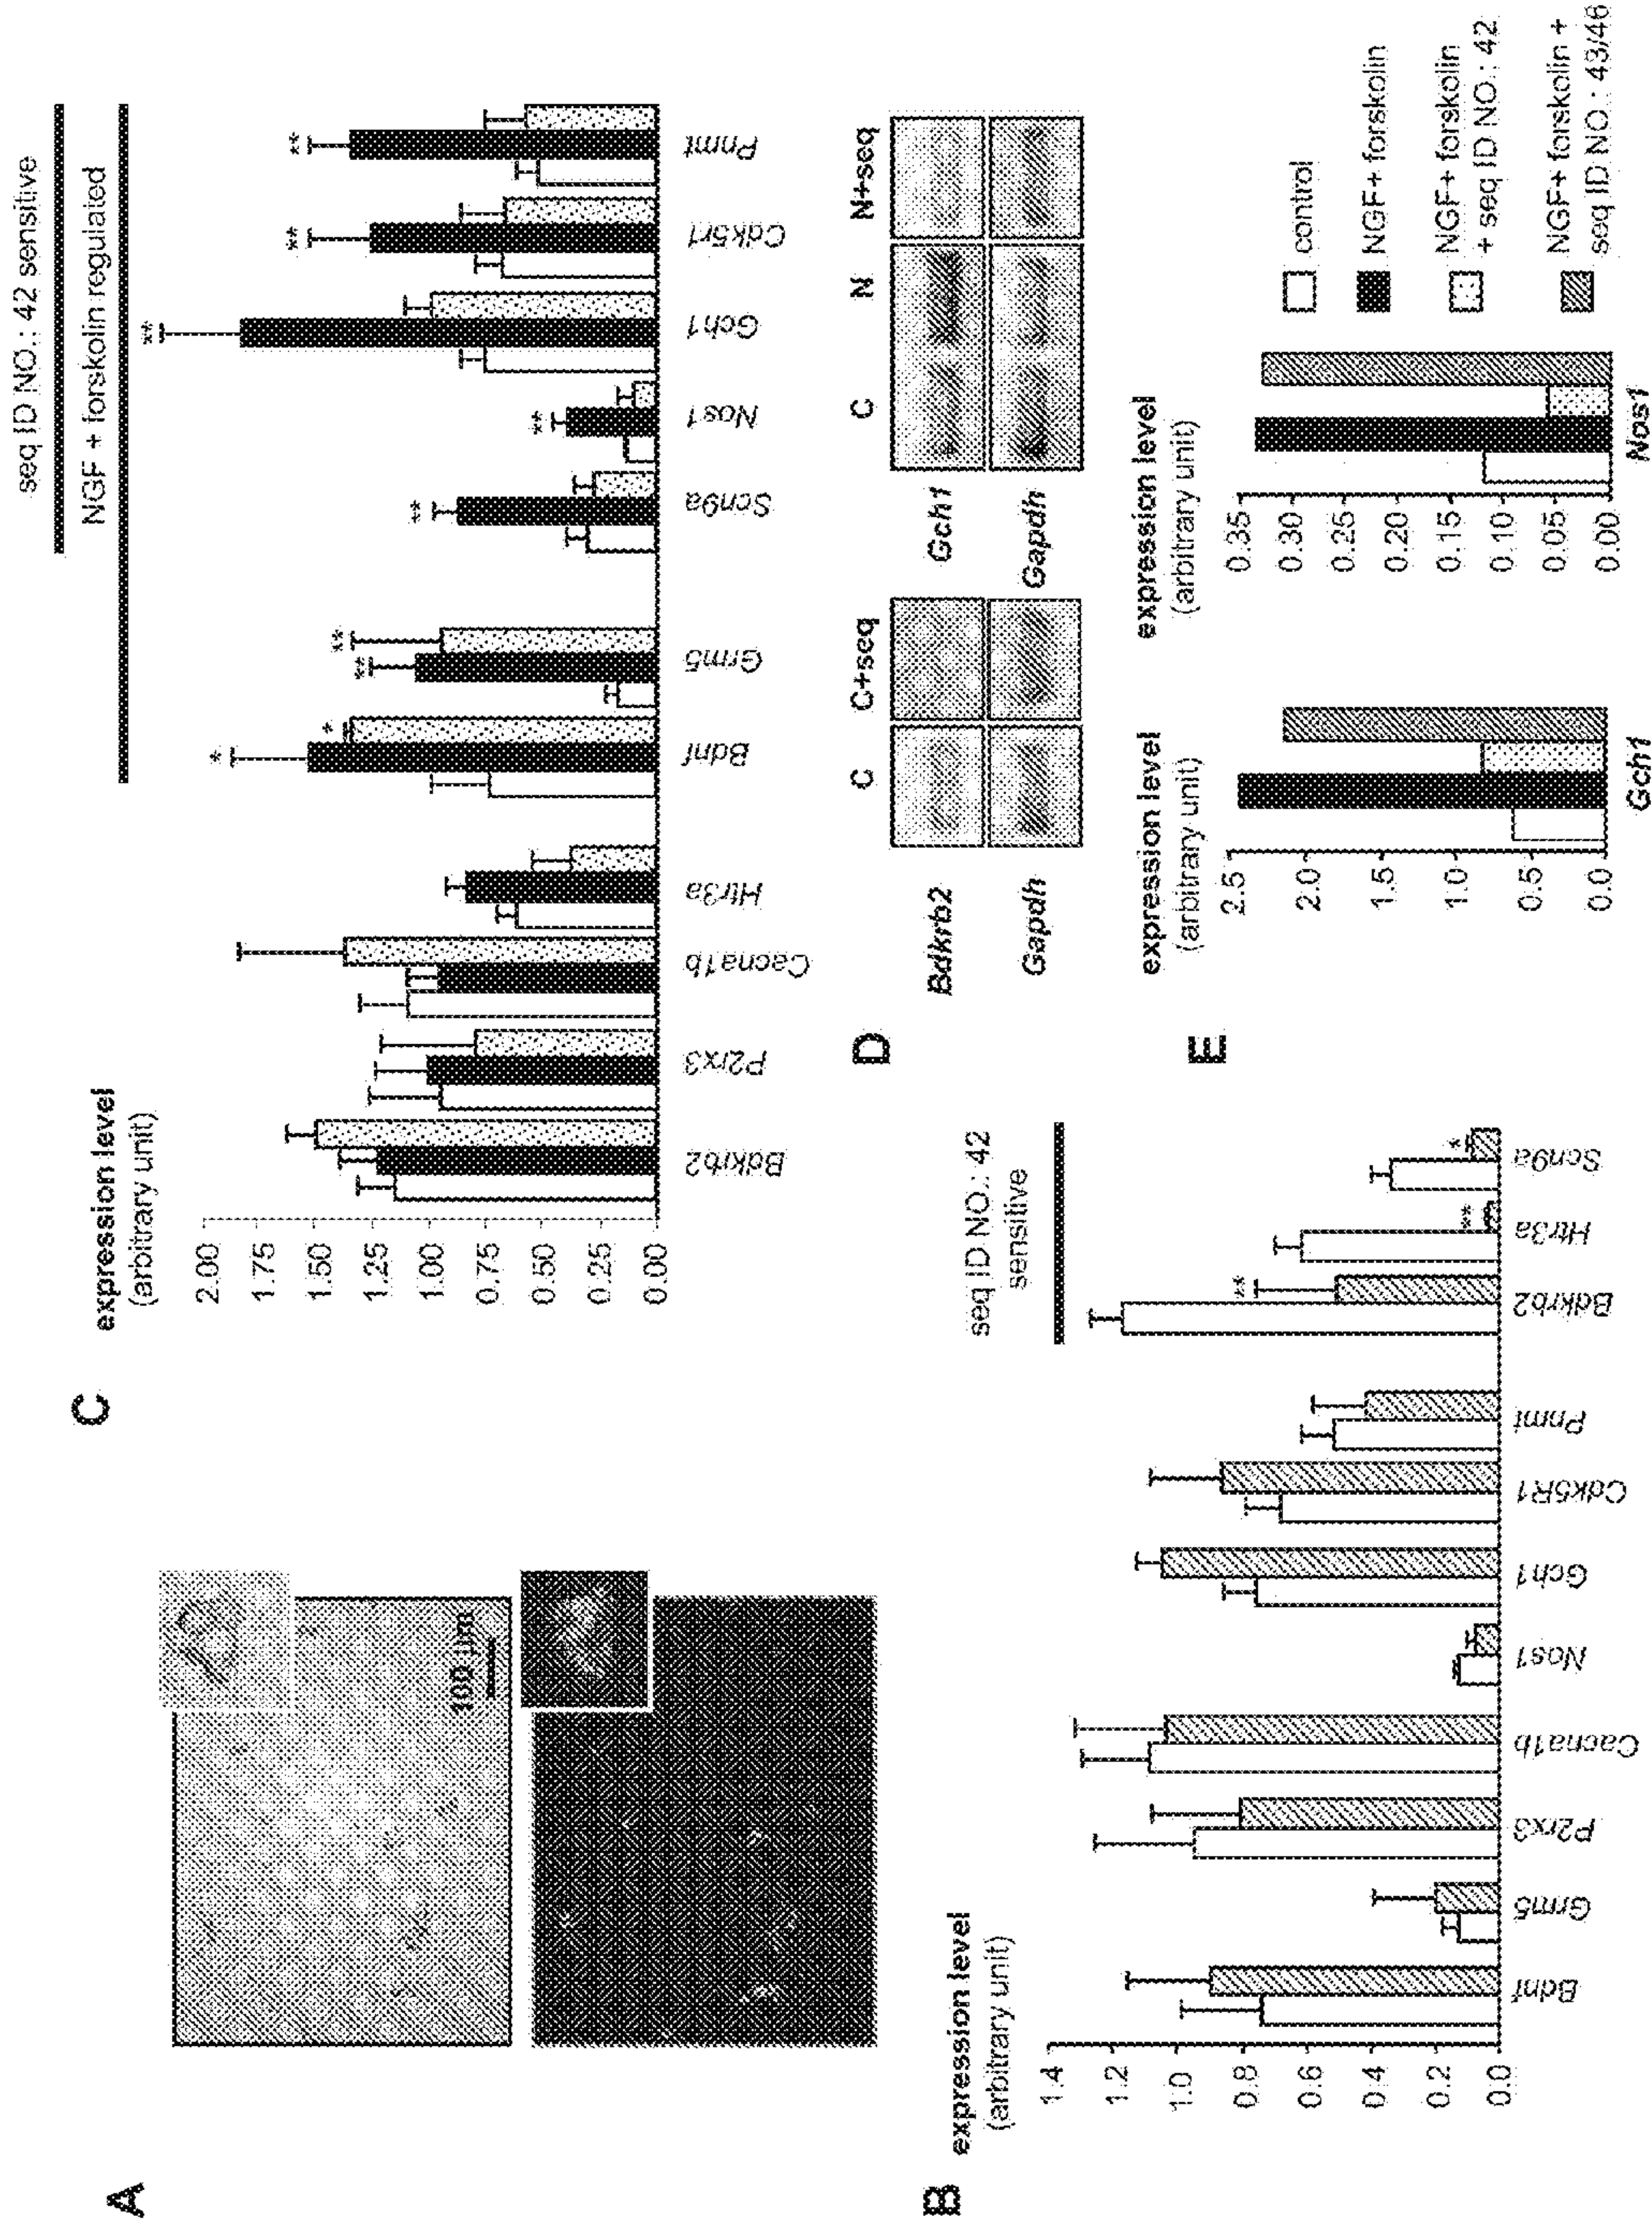 A
100 µm
B
expression level
(arbitrary unit)
1.4
1.2
1.0
0.8
0.6
0.4
0.2
0.0
seq ID NO.: 42
sensitive
Bdnf
Grm5
P2rx3
Cacna1b
Nos1
Gch1
Cdk5R1
Pnmt
Bdkrb2
Htr3a
Scn9a
**
**
*
C
expression level
(arbitrary unit)
seq ID NO.: 42 sensitive
NGF + forskolin regulated
2.00
1.75
1.50
1.25
1.00
0.75
0.50
0.25
0.00
*
*
**
**
**
**
**
**
**
Bdkrb2
P2rx3
Cacna1b
Htr3a
Bdnf
Grm5
Scn9a
Nos1
Gch1
Cdk5r1
Pnmt
D
C
C+seq
Bdkrb2
Gapdh
C
N
N+seq
Gch1
Gapdh
E
expression level
(arbitrary unit)
2.5
2.0
1.5
1.0
0.5
0.0
Gch1
expression level
(arbitrary unit)
0.35
0.30
0.25
0.20
0.15
0.10
0.05
0.00
Nos1
control
NGF+ forskolin
NGF+ forskolin
+ seq ID NO.: 42
NGF+ forskolin +
seq ID NO.: 43/46